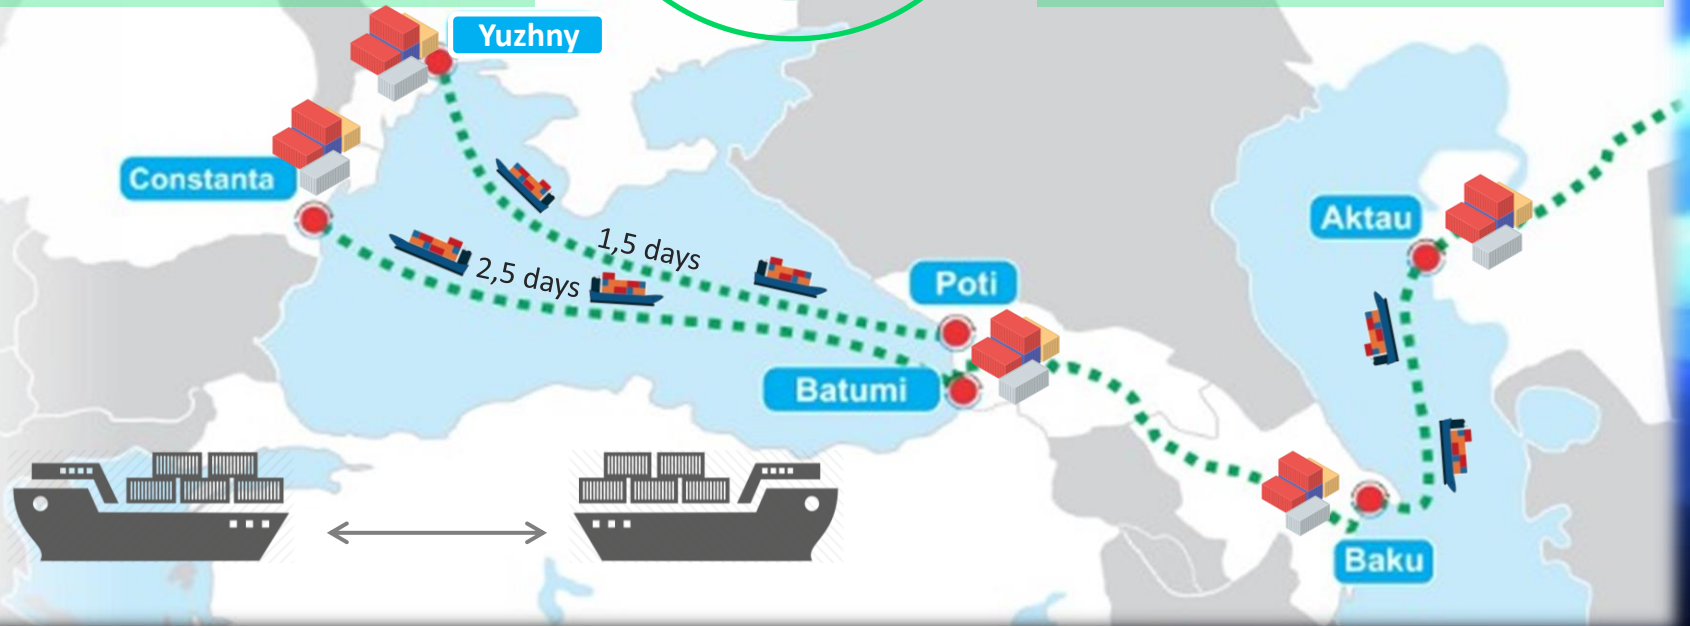 Yuzhny
Constanta
1,5 days
2,5 days
Aktau
Poti
Batumi
Baku